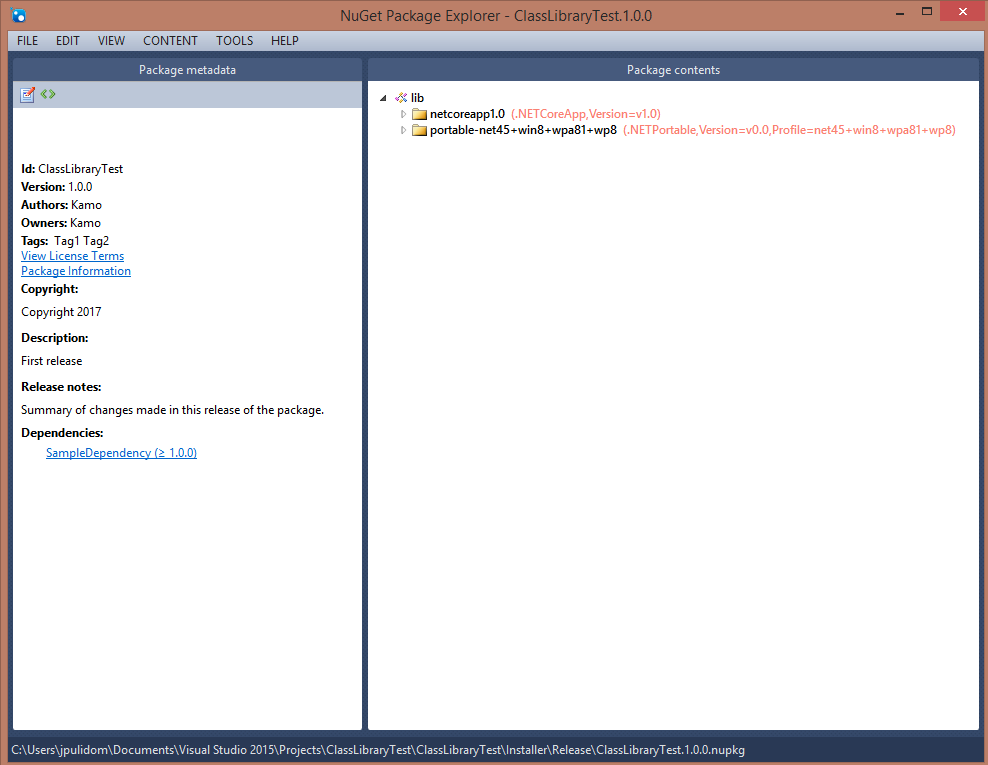 NuGet Package Explorer - ClassLibraryTest.1.0.0
FILE EDIT VIEW CONTENT TOOLS HELP
Package metadata
Id: ClassLibraryTest
Version: 1.0.0
Authors: Kamo
Owners: Kamo
Tags: Tag1 Tag2
View License Terms
Package Information
Copyright:
Copyright 2017
Description:
First release
Release notes:
Summary of changes made in this release of the package.
Dependencies:
SampleDependency (≥ 1.0.0)
Package contents
lib
netcoreapp1.0 (.NETCoreApp,Version=v1.0)
portable-net45+win8+wpa81+wp8 (.NETPortable,Version=v0.0,Profile=net45+win8+wpa81+wp8)
C:\Users\jpulidom\Documents\Visual Studio 2015\Projects\ClassLibraryTest\ClassLibraryTest\Installer\Release\ClassLibraryTest.1.0.0.nupkg